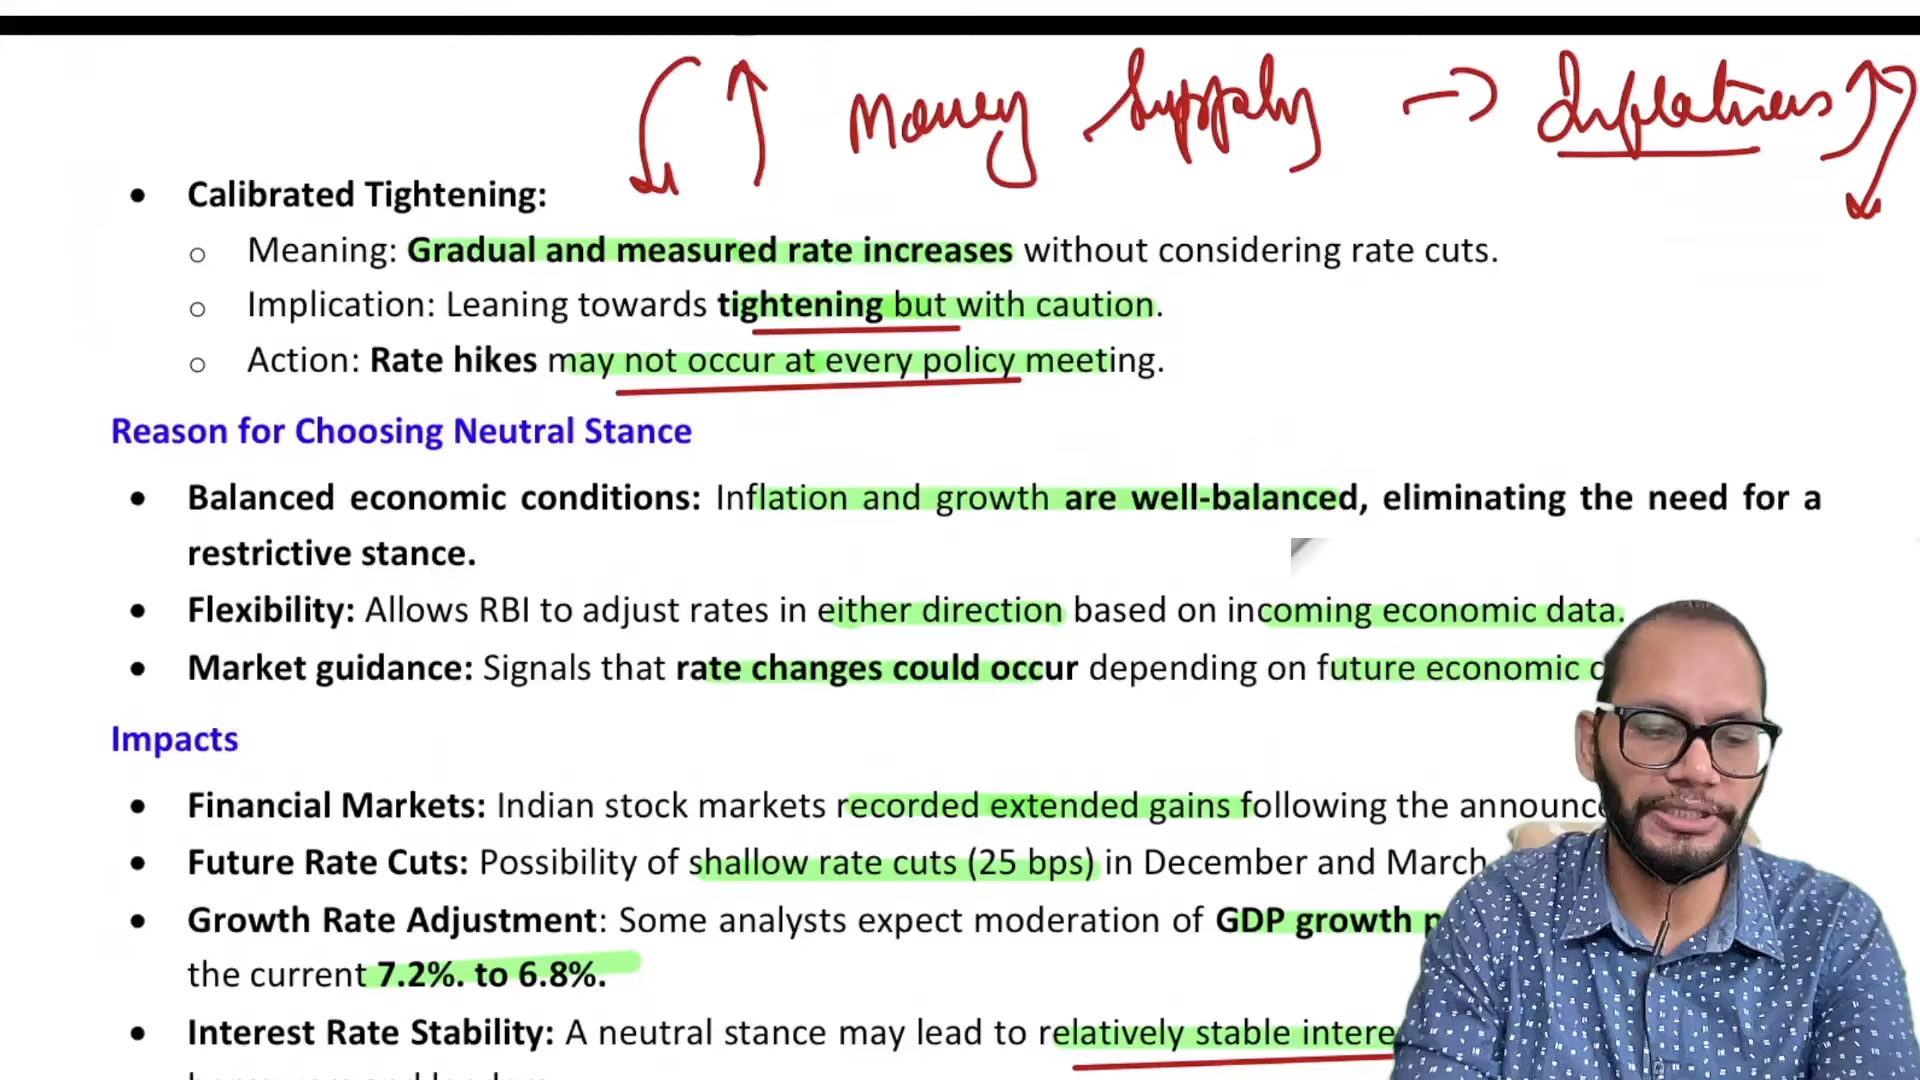 ↑ Money Supply → Inflation ↑
• Calibrated Tightening:
o Meaning: Gradual and measured rate increases without considering rate cuts.
o Implication: Leaning towards tightening but with caution.
o Action: Rate hikes may not occur at every policy meeting.
Reason for Choosing Neutral Stance
• Balanced economic conditions: Inflation and growth are well-balanced, eliminating the need for a
restrictive stance.
• Flexibility: Allows RBI to adjust rates in either direction based on incoming economic data.
• Market guidance: Signals that rate changes could occur depending on future economic
Impacts
• Financial Markets: Indian stock markets recorded extended gains following the
• Future Rate Cuts: Possibility of shallow rate cuts (25 bps) in December and March
• Growth Rate Adjustment: Some analysts expect moderation of GDP growth
the current 7.2%. to 6.8%.
• Interest Rate Stability: A neutral stance may lead to relatively stable